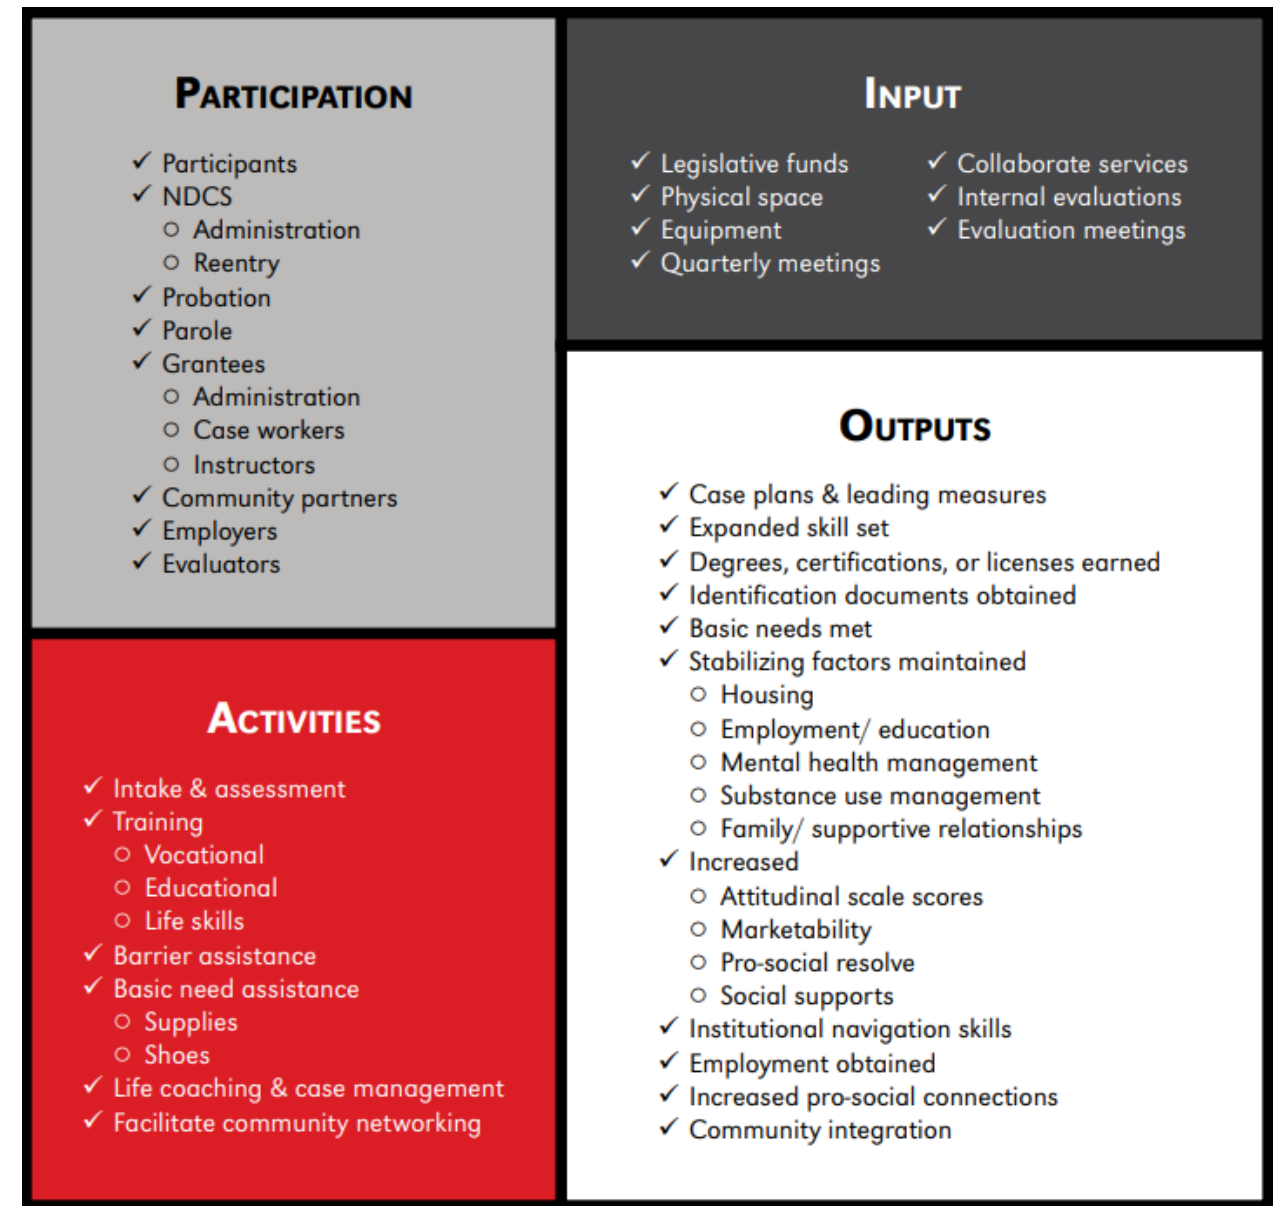 PARTICIPATION
✓ Participants
✓ NDCS
○ Administration
○ Reentry
✓ Probation
✓ Parole
✓ Grantees
○ Administration
○ Case workers
○ Instructors
✓ Community partners
✓ Employers
✓ Evaluators
INPUT
✓ Legislative funds
✓ Physical space
✓ Equipment
✓ Quarterly meetings
✓ Collaborate services
✓ Internal evaluations
✓ Evaluation meetings
ACTIVITIES
✓ Intake & assessment
✓ Training
○ Vocational
○ Educational
○ Life skills
✓ Barrier assistance
✓ Basic need assistance
○ Supplies
○ Shoes
✓ Life coaching & case management
✓ Facilitate community networking
OUTPUTS
✓ Case plans & leading measures
✓ Expanded skill set
✓ Degrees, certifications, or licenses earned
✓ Identification documents obtained
✓ Basic needs met
✓ Stabilizing factors maintained
○ Housing
○ Employment/ education
○ Mental health management
○ Substance use management
○ Family/ supportive relationships
✓ Increased
○ Attitudinal scale scores
○ Marketability
○ Pro-social resolve
○ Social supports
✓ Institutional navigation skills
✓ Employment obtained
✓ Increased pro-social connections
✓ Community integration